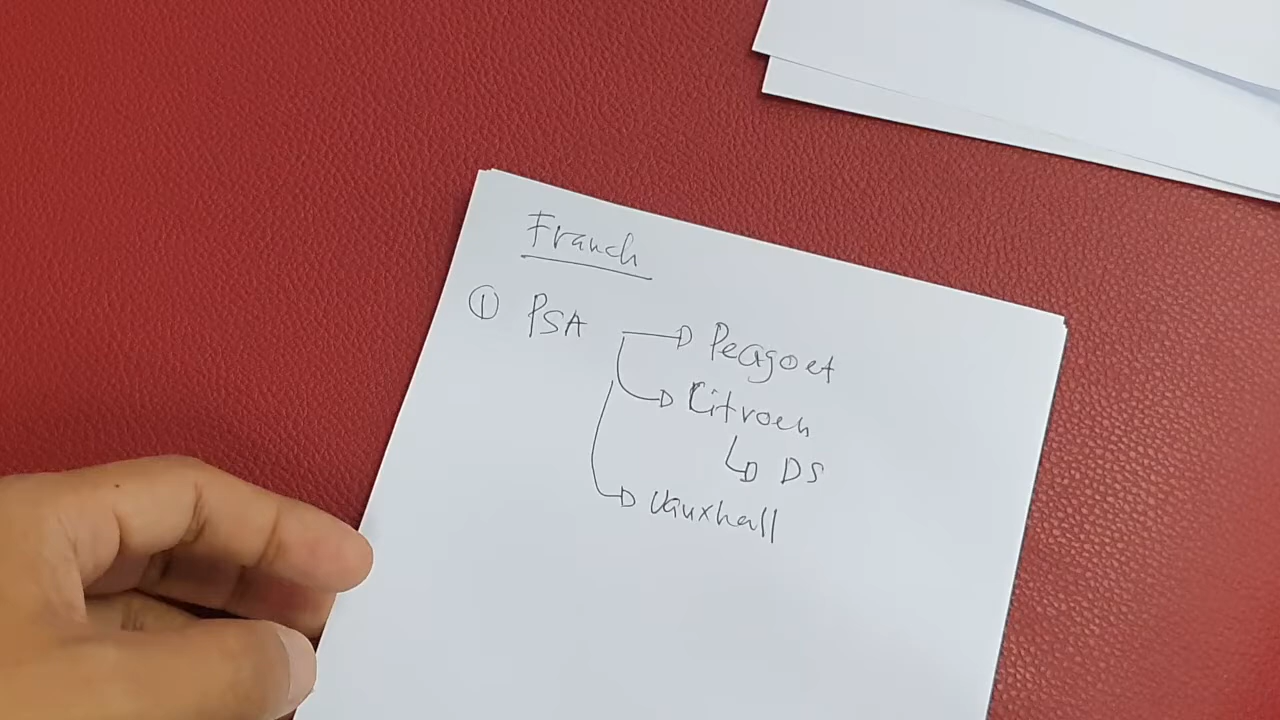 Franch
① PSA → Peagoet
→ Citroen
↳ DS
→ Vauxhall